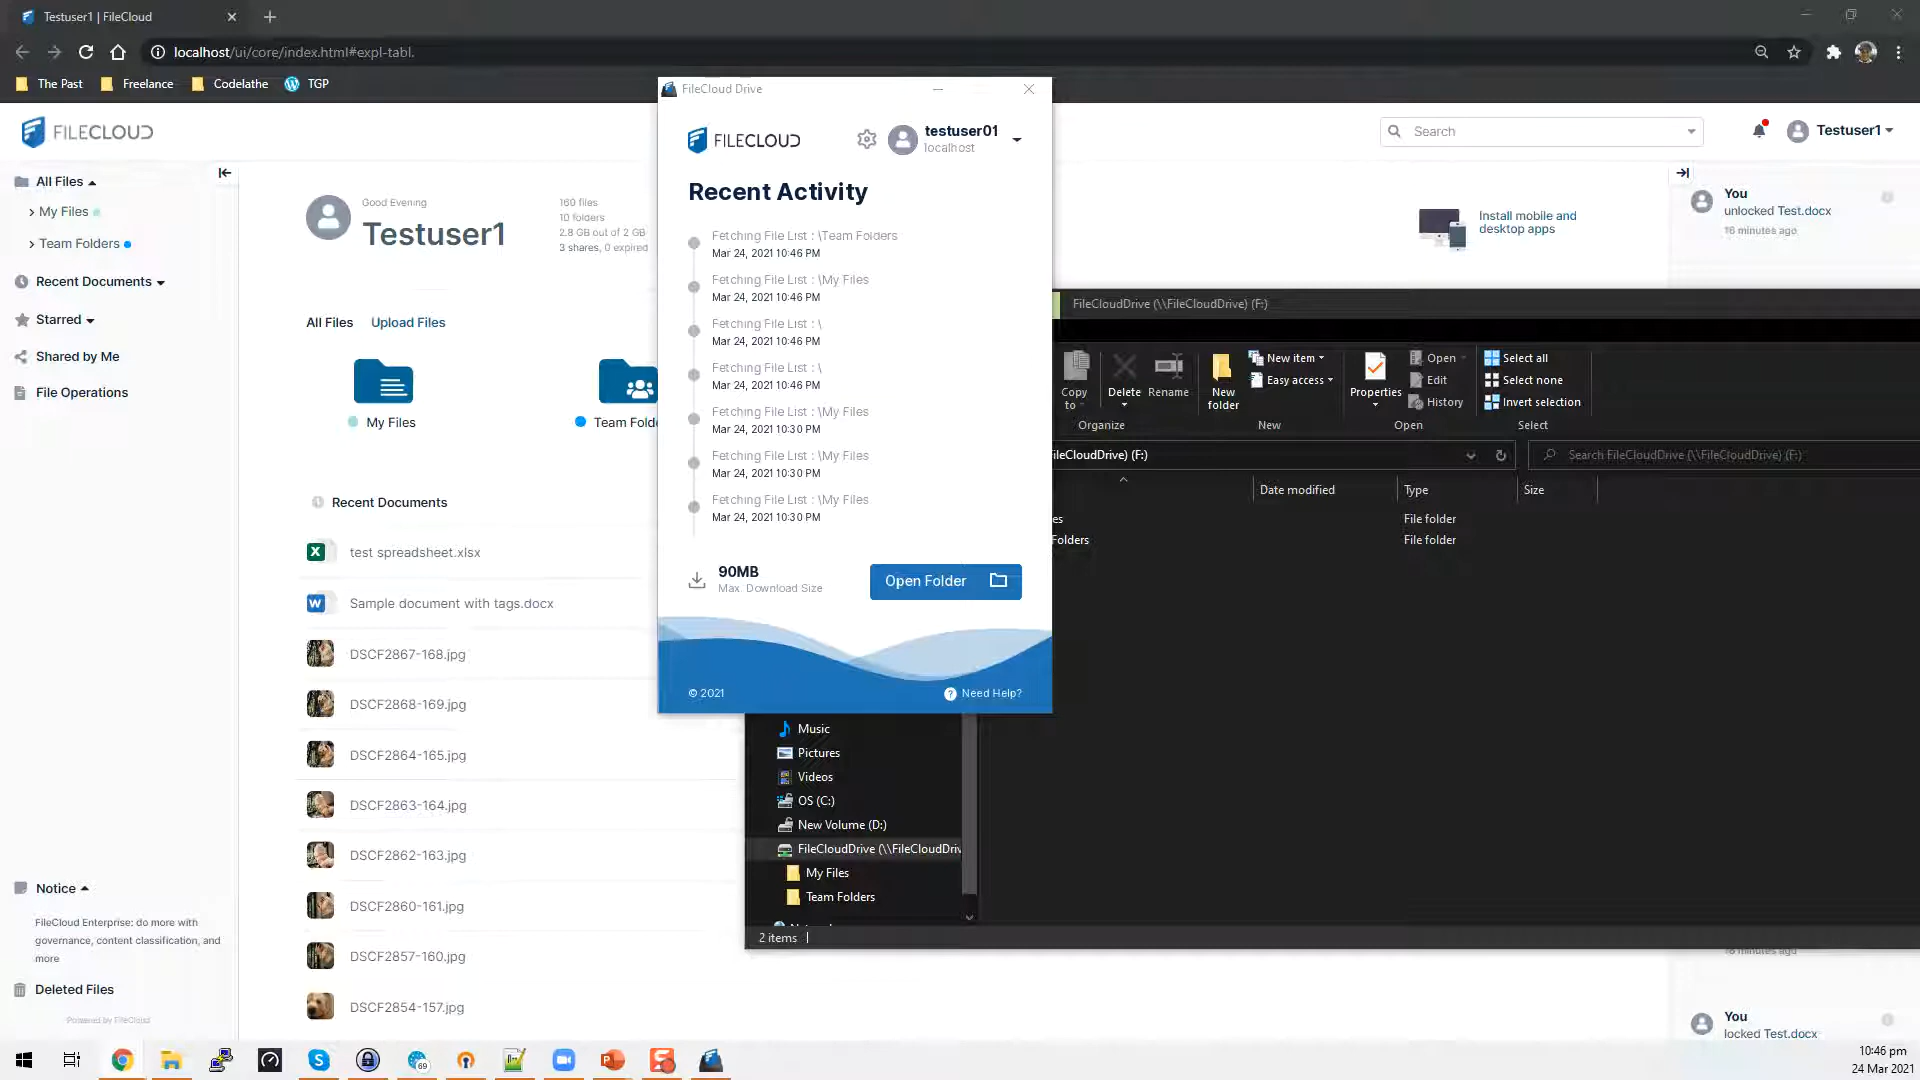 Testuser1 | FileCloud
localhost/ui/core/index.html#expl-tabl.
The Past
Freelance
Codelathe
TGP
FILECLOUD
Search
Testuser1
All Files
My Files
Team Folders
Recent Documents
Starred
Shared by Me
File Operations
Notice
FileCloud Enterprise: do more with
governance, content classification, and
more
Deleted Files
Powered by FileCloud
Good Evening
Testuser1
160 files
10 folders
2.8 GB out of 2 GB
3 shares, 0 expired
All Files
Upload Files
My Files
Team Folde
Recent Documents
test spreadsheet.xlsx
Sample document with tags.docx
DSCF2867-168.jpg
DSCF2868-169.jpg
DSCF2864-165.jpg
DSCF2863-164.jpg
DSCF2862-163.jpg
DSCF2860-161.jpg
DSCF2857-160.jpg
DSCF2854-157.jpg
FileCloud Drive
FILECLOUD
testuser01
localhost
Recent Activity
Fetching File List : \Team Folders
Mar 24, 2021 10:46 PM
Fetching File List : \My Files
Mar 24, 2021 10:46 PM
Fetching File List : \
Mar 24, 2021 10:46 PM
Fetching File List : \
Mar 24, 2021 10:46 PM
Fetching File List : \My Files
Mar 24, 2021 10:30 PM
Fetching File List : \My Files
Mar 24, 2021 10:30 PM
Fetching File List : \My Files
Mar 24, 2021 10:30 PM
90MB
Max. Download Size
Open Folder
© 2021
Need Help?
Install mobile and
desktop apps
You
unlocked Test.docx
16 minutes ago
FileCloudDrive (\\FileCloudDrive) (F:)
Copy
to
Delete
Rename
New
folder
New item
Easy access
Properties
Open
Edit
History
Select all
Select none
Invert selection
Organize
New
Open
Select
ileCloudDrive) (F:)
Search FileCloudDrive (\\FileCloudDrive) (F:)
Date modified
Type
Size
es
File folder
Folders
File folder
Music
Pictures
Videos
OS (C:)
New Volume (D:)
FileCloudDrive (\\FileCloudDriv
My Files
Team Folders
2 items
You
locked Test.docx
69
10:46 pm
24 Mar 2021